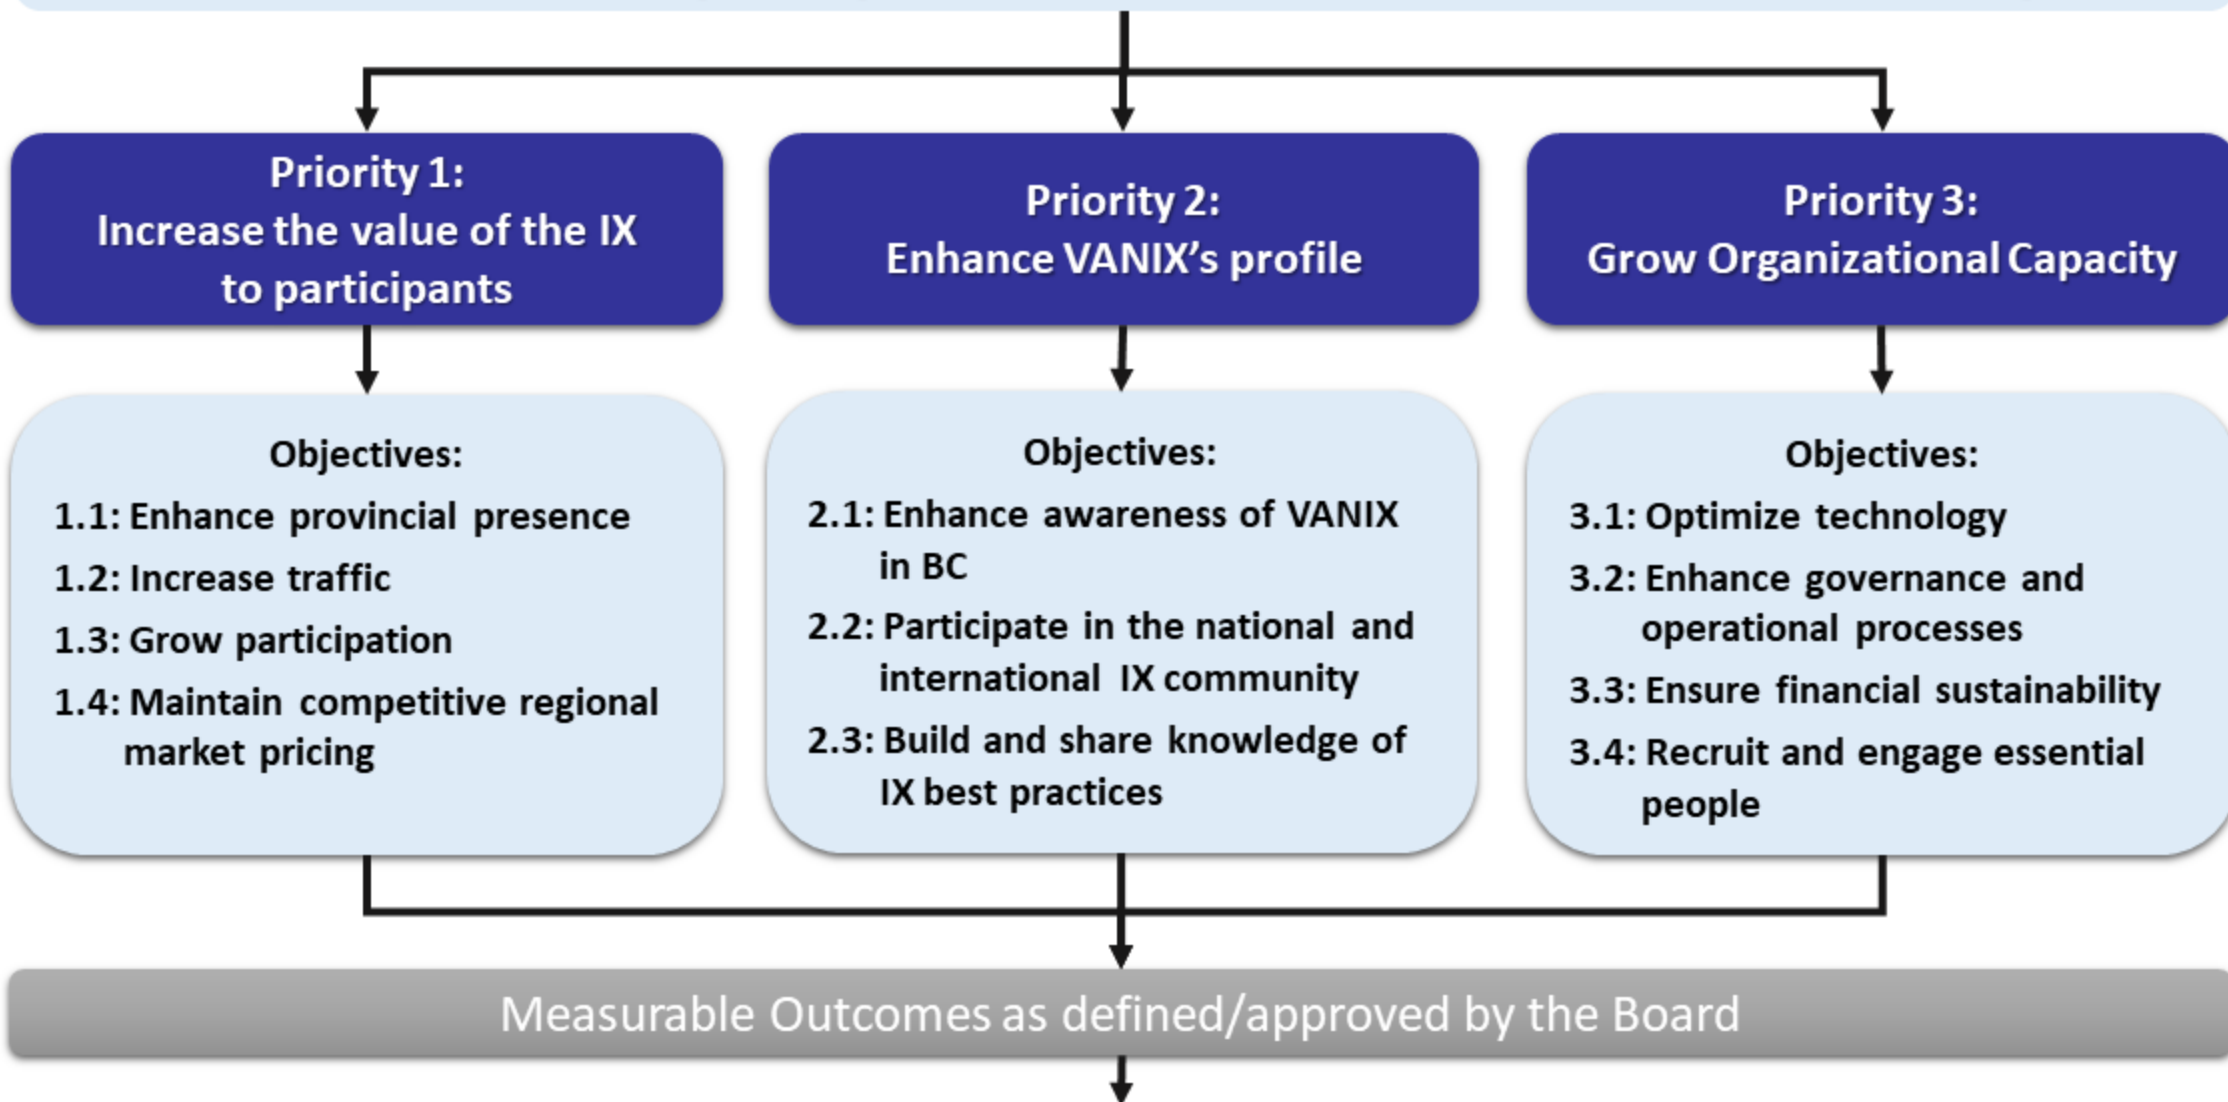 Priority 1:
Increase the value of the IX
to participants
Priority 2:
Enhance VANIX's profile
Priority 3:
Grow Organizational Capacity
Objectives:
1.1: Enhance provincial presence
1.2: Increase traffic
1.3: Grow participation
1.4: Maintain competitive regional
market pricing
Objectives:
2.1: Enhance awareness of VANIX
in BC
2.2: Participate in the national and
international IX community
2.3: Build and share knowledge of
IX best practices
Objectives:
3.1: Optimize technology
3.2: Enhance governance and
operational processes
3.3: Ensure financial sustainability
3.4: Recruit and engage essential
people
Measurable Outcomes as defined/approved by the Board